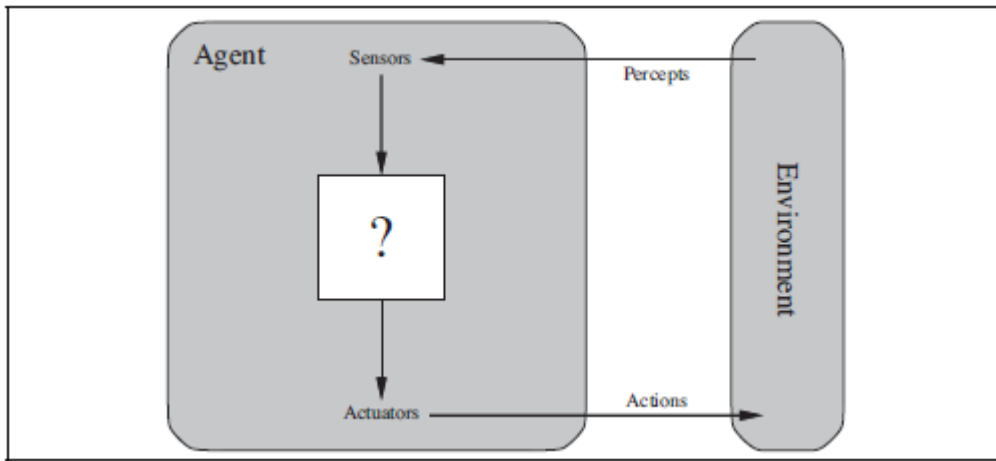 Agent
Sensors
Percepts
?
Environment
Actuators
Actions